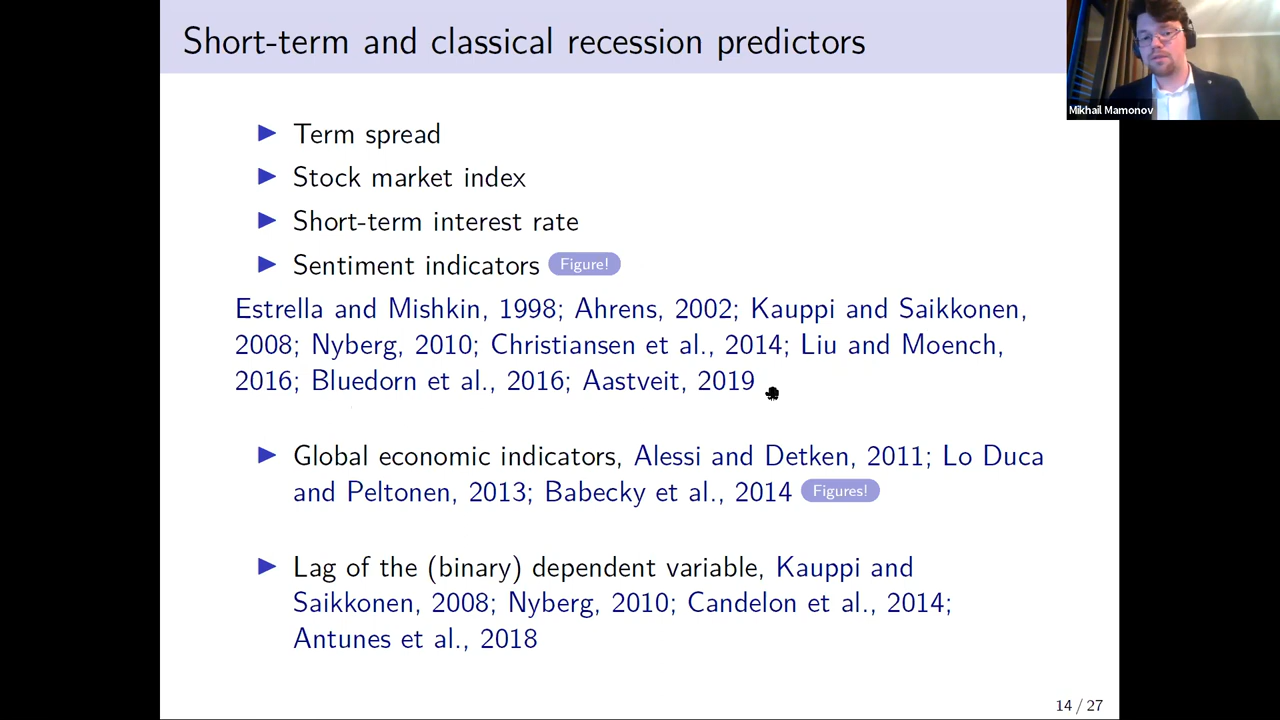 Short-term and classical recession predictors
Mikhail Mamonov
Term spread
Stock market index
Short-term interest rate
Sentiment indicators Figure!
Estrella and Mishkin, 1998; Ahrens, 2002; Kauppi and Saikkonen,
2008; Nyberg, 2010; Christiansen et al., 2014; Liu and Moench,
2016; Bluedorn et al., 2016; Aastveit, 2019
Global economic indicators, Alessi and Detken, 2011; Lo Duca
and Peltonen, 2013; Babecky et al., 2014 Figures!
Lag of the (binary) dependent variable, Kauppi and
Saikkonen, 2008; Nyberg, 2010; Candelon et al., 2014;
Antunes et al., 2018
14 / 27